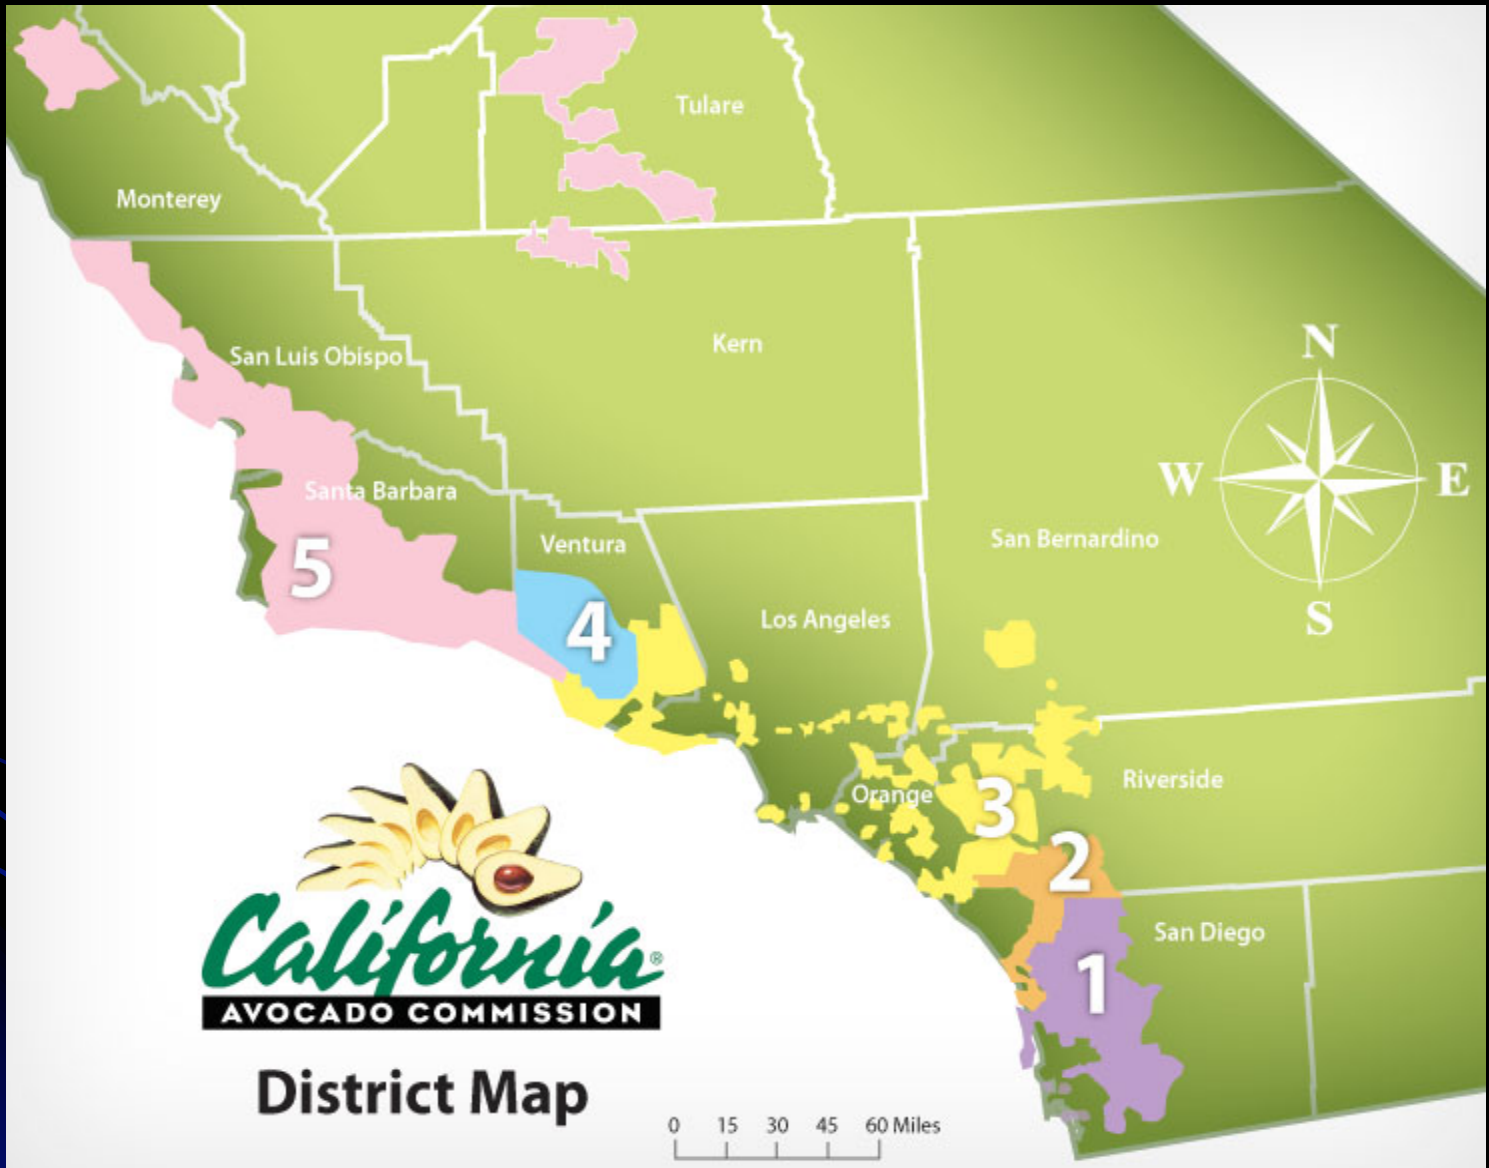 Tulare
Monterey
Kern
San Luis Obispo
N
W
E
S
Santa Barbara
San Bernardino
Ventura
5
4
Los Angeles
Riverside
Orange
3
2
San Diego
1
California®
AVOCADO COMMISSION
District Map
0 15 30 45 60 Miles